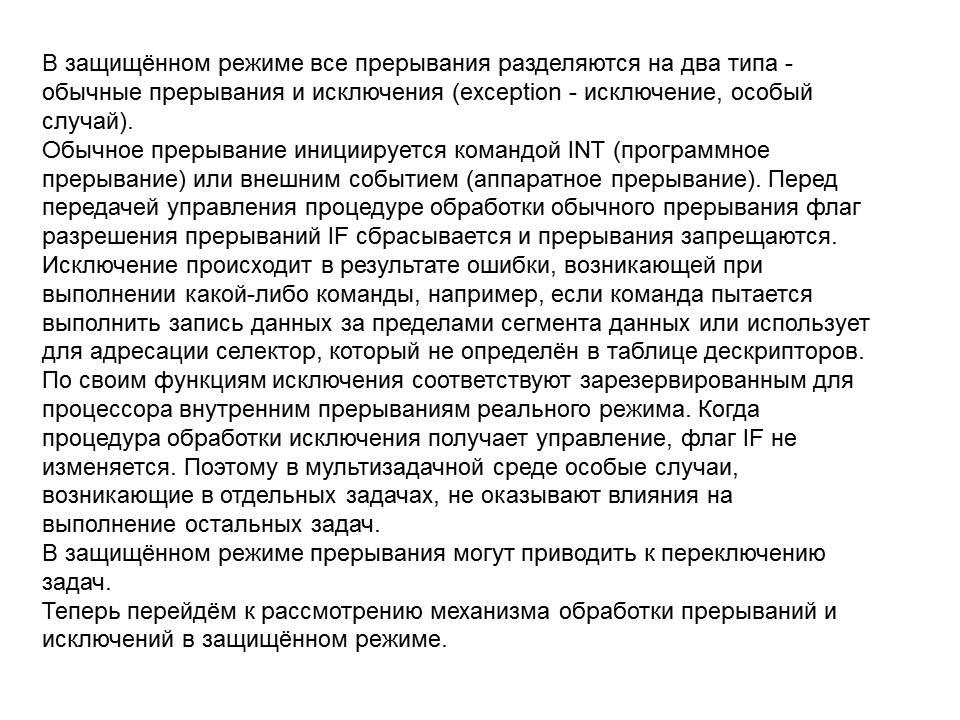 В защищённом режиме все прерывания разделяются на два типа -
обычные прерывания и исключения (exception - исключение, особый
случай).
Обычное прерывание инициируется командой INT (программное
прерывание) или внешним событием (аппаратное прерывание). Перед
передачей управления процедуре обработки обычного прерывания флаг
разрешения прерываний IF сбрасывается и прерывания запрещаются.
Исключение происходит в результате ошибки, возникающей при
выполнении какой-либо команды, например, если команда пытается
выполнить запись данных за пределами сегмента данных или использует
для адресации селектор, который не определён в таблице дескрипторов.
По своим функциям исключения соответствуют зарезервированным для
процессора внутренним прерываниям реального режима. Когда
процедура обработки исключения получает управление, флаг IF не
изменяется. Поэтому в мультизадачной среде особые случаи,
возникающие в отдельных задачах, не оказывают влияния на
выполнение остальных задач.
В защищённом режиме прерывания могут приводить к переключению
задач.
Теперь перейдём к рассмотрению механизма обработки прерываний и
исключений в защищённом режиме.